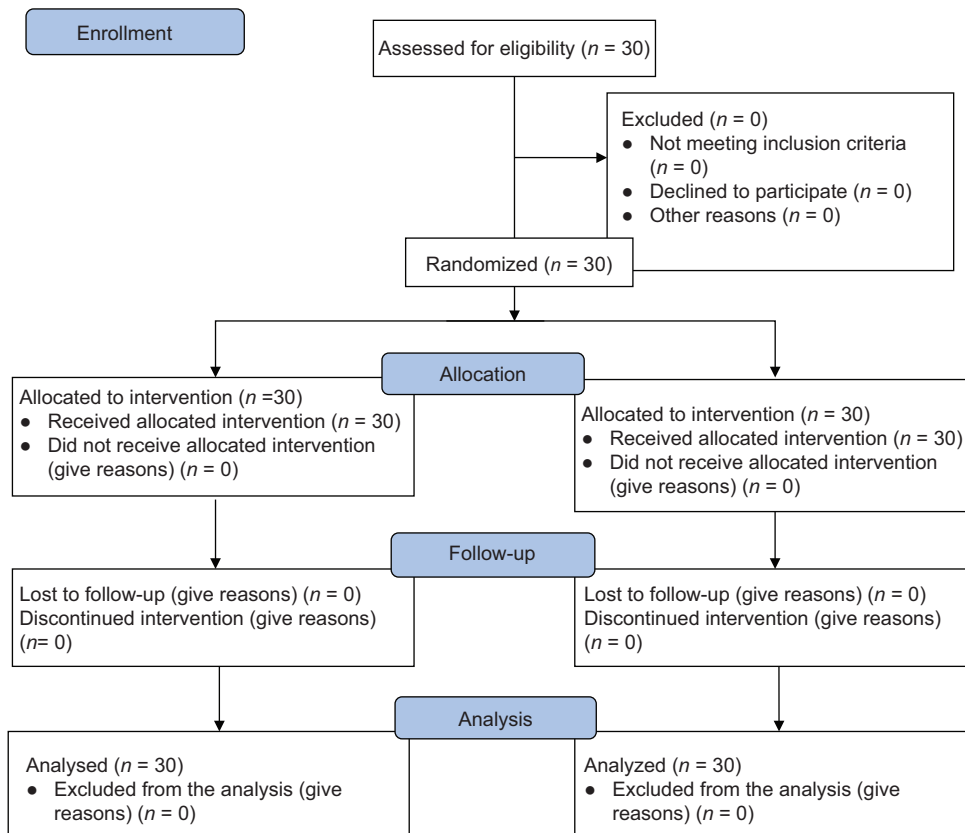 Enrollment
Assessed for eligibility (n = 30)
Excluded (n = 0)
● Not meeting inclusion criteria
(n = 0)
● Declined to participate (n = 0)
● Other reasons (n = 0)
Randomized (n = 30)
Allocation
Allocated to intervention (n =30)
● Received allocated intervention (n = 30)
● Did not receive allocated intervention
(give reasons) (n = 0)
Allocated to intervention (n = 30)
● Received allocated intervention (n = 30)
● Did not receive allocated intervention
(give reasons) (n = 0)
Follow-up
Lost to follow-up (give reasons) (n = 0)
Discontinued intervention (give reasons)
(n= 0)
Lost to follow-up (give reasons) (n = 0)
Discontinued intervention (give reasons)
(n = 0)
Analysis
Analysed (n = 30)
● Excluded from the analysis (give
reasons) (n = 0)
Analyzed (n = 30)
● Excluded from the analysis (give
reasons) (n = 0)